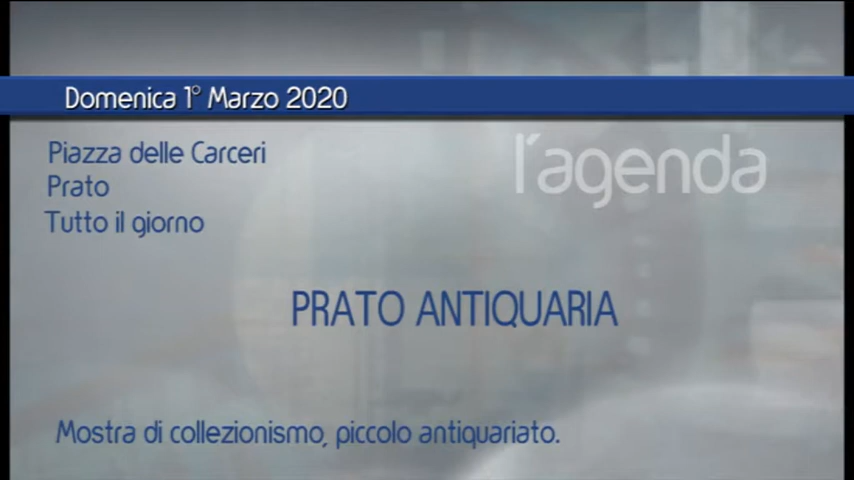 Domenica 1° Marzo 2020
Piazza delle Carceri
l'agenda
Prato
Tutto il giorno
PRATO ANTIQUARIA
Mostra di collezionismo, piccolo antiquariato.